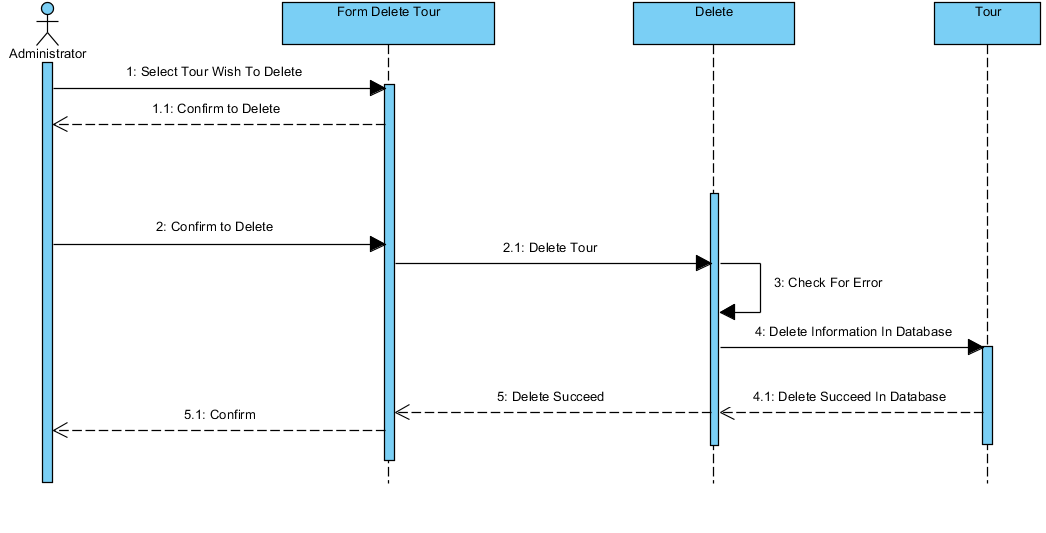 Form Delete Tour
Delete
Tour
Administrator
1: Select Tour Wish To Delete
1.1: Confirm to Delete
2: Confirm to Delete
2.1: Delete Tour
3: Check For Error
4: Delete Information In Database
4.1: Delete Succeed In Database
5: Delete Succeed
5.1: Confirm